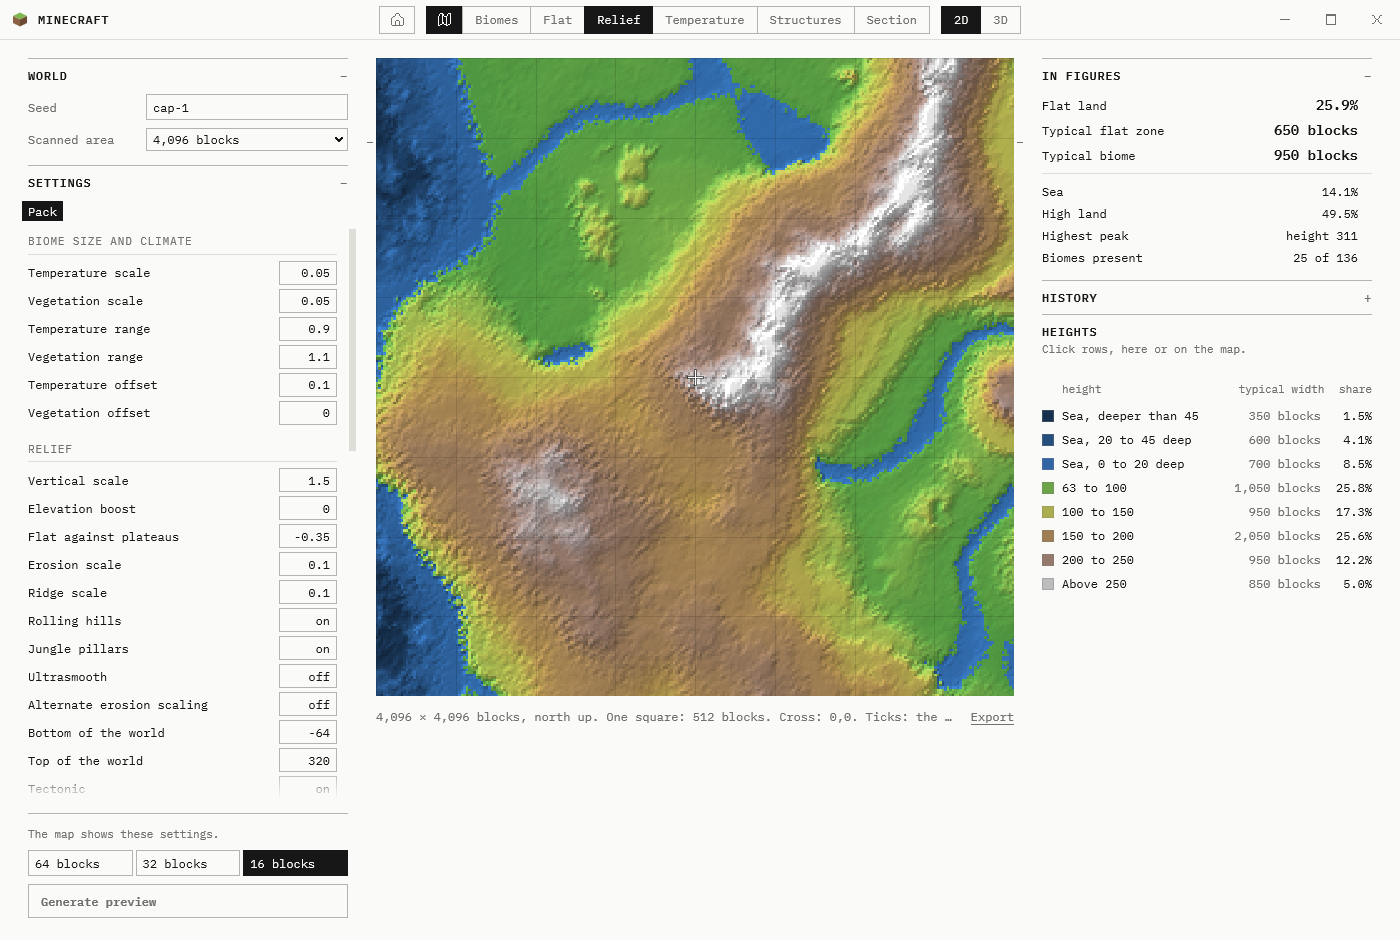 MINECRAFT
Biomes Flat Relief Temperature Structures Section 2D 3D
WORLD
Seed cap-1
Scanned area 4,096 blocks
SETTINGS
Pack
BIOME SIZE AND CLIMATE
Temperature scale 0.05
Vegetation scale 0.05
Temperature range 0.9
Vegetation range 1.1
Temperature offset 0.1
Vegetation offset 0
RELIEF
Vertical scale 1.5
Elevation boost 0
Flat against plateaus -0.35
Erosion scale 0.1
Ridge scale 0.1
Rolling hills on
Jungle pillars on
Ultrasmooth off
Alternate erosion scaling off
Bottom of the world -64
Top of the world 320
Tectonic on
The map shows these settings.
64 blocks 32 blocks 16 blocks
Generate preview
4,096 × 4,096 blocks, north up. One square: 512 blocks. Cross: 0,0. Ticks: the … Export
IN FIGURES
Flat land 25.9%
Typical flat zone 650 blocks
Typical biome 950 blocks
Sea 14.1%
High land 49.5%
Highest peak height 311
Biomes present 25 of 136
HISTORY
HEIGHTS
Click rows, here or on the map.
height typical width share
Sea, deeper than 45 350 blocks 1.5%
Sea, 20 to 45 deep 600 blocks 4.1%
Sea, 0 to 20 deep 700 blocks 8.5%
63 to 100 1,050 blocks 25.8%
100 to 150 950 blocks 17.3%
150 to 200 2,050 blocks 25.6%
200 to 250 950 blocks 12.2%
Above 250 850 blocks 5.0%